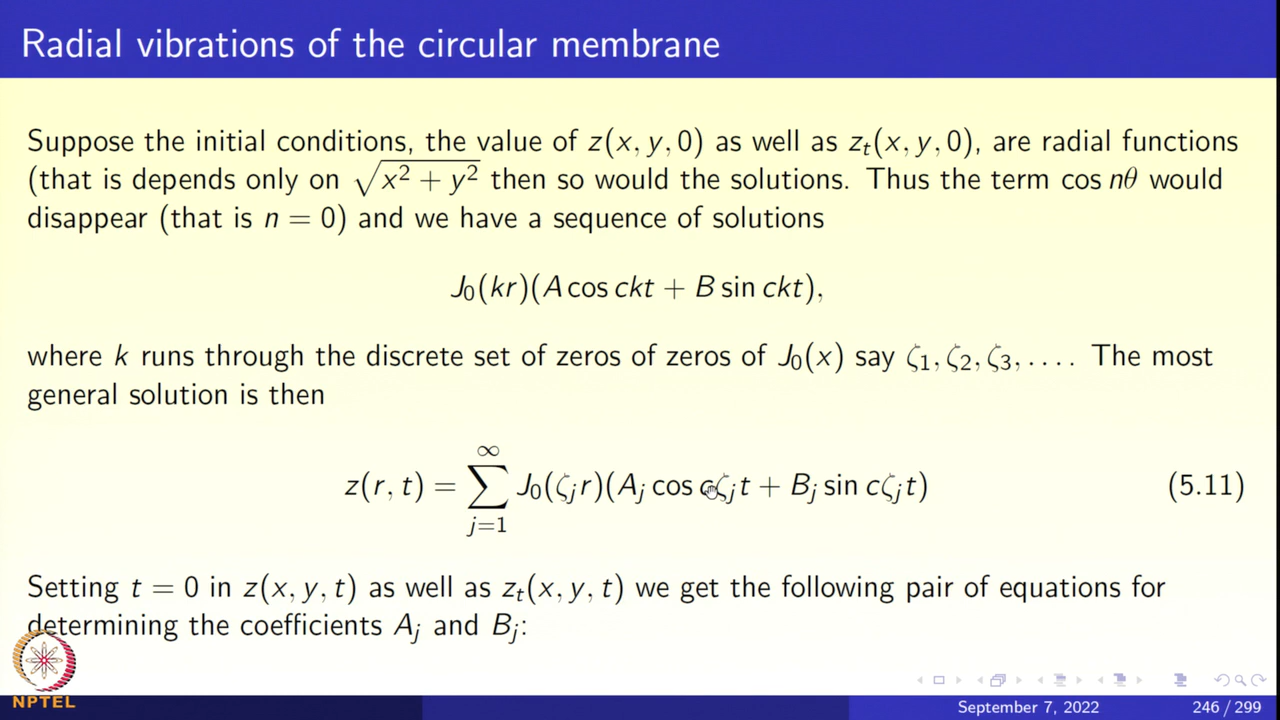 Radial vibrations of the circular membrane
Suppose the initial conditions, the value of z(x, y, 0) as well as z_t(x, y, 0), are radial functions
(that is depends only on √(x² + y²) then so would the solutions. Thus the term cos nθ would
disappear (that is n = 0) and we have a sequence of solutions
J₀(kr)(A cos ckt + B sin ckt),
where k runs through the discrete set of zeros of zeros of J₀(x) say ζ₁, ζ₂, ζ₃, .... The most
general solution is then
z(r, t) = ∑_{j=1}^{∞} J₀(ζ_j r)(A_j cos cζ_j t + B_j sin cζ_j t) (5.11)
Setting t = 0 in z(x, y, t) as well as z_t(x, y, t) we get the following pair of equations for
determining the coefficients A_j and B_j:
NPTEL
September 7, 2022 246 / 299